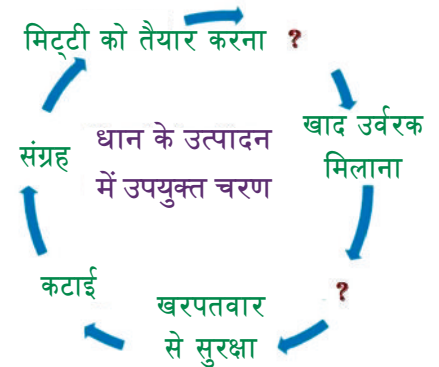 मिट्टी को तैयार करना ?
खाद उर्वरक
मिलाना
?
खरपतवार
से सुरक्षा
कटाई
संग्रह
धान के उत्पादन
में उपयुक्त चरण